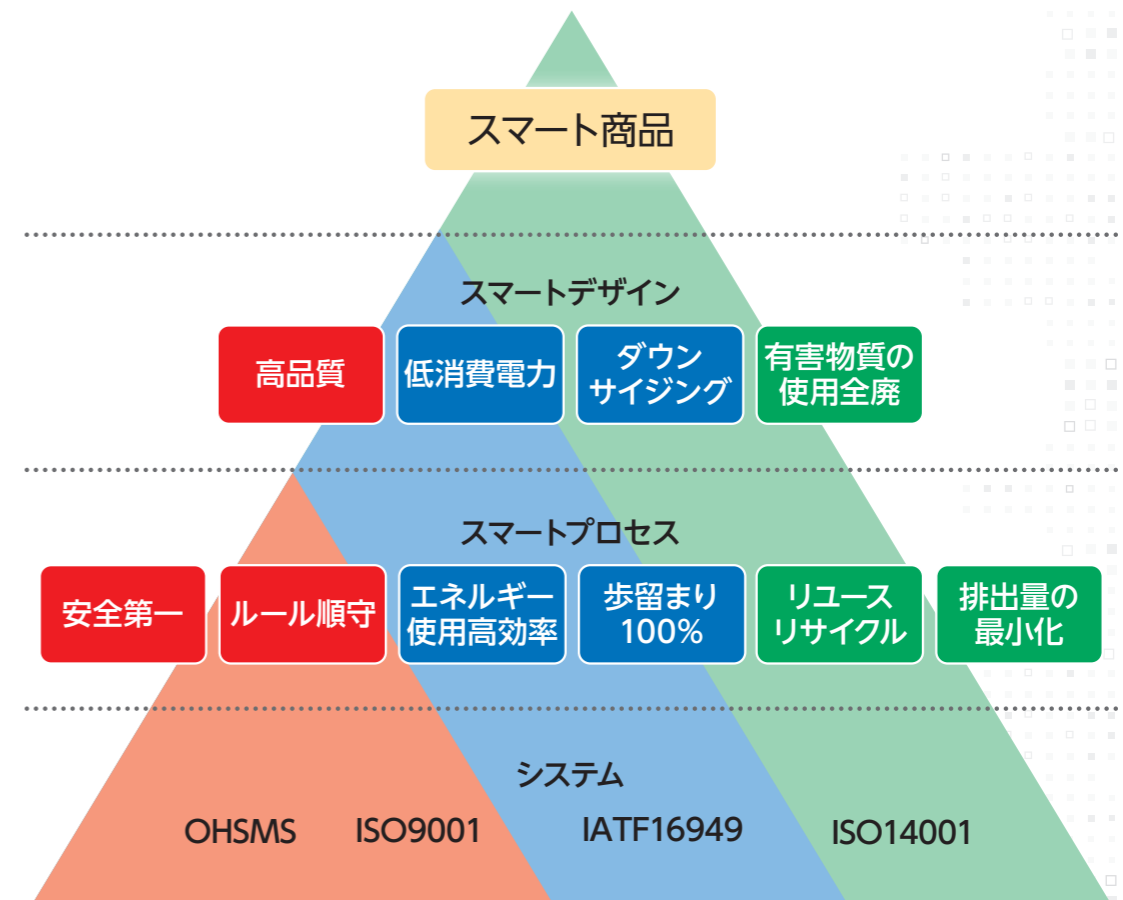 スマート商品
スマートデザイン
高品質
低消費電力
ダウン
サイジング
有害物質の
使用全廃
スマートプロセス
安全第一
ルール順守
エネルギー
使用高効率
歩留まり
100%
リユース
リサイクル
排出量の
最小化
システム
OHSMS
ISO9001
IATF16949
ISO14001